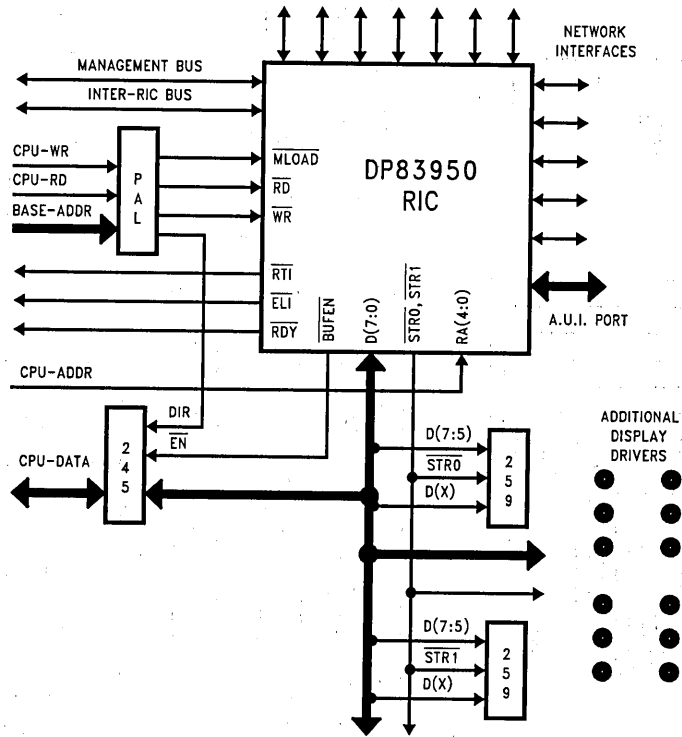 NETWORK
INTERFACES
MANAGEMENT BUS
INTER-RIC BUS
CPU-WR
CPU-RD
BASE-ADDR
P
A
L
MLOAD
RD
WR
DP83950
RIC
RTI
ELI
RDY
BUFEN
D(7:0)
STR0, STR1
RA(4:0)
A.U.I. PORT
CPU-ADDR
DIR
EN
2
4
5
CPU-DATA
D(7:5)
STR0
D(X)
2
5
9
ADDITIONAL
DISPLAY
DRIVERS
D(7:5)
STR1
D(X)
2
5
9